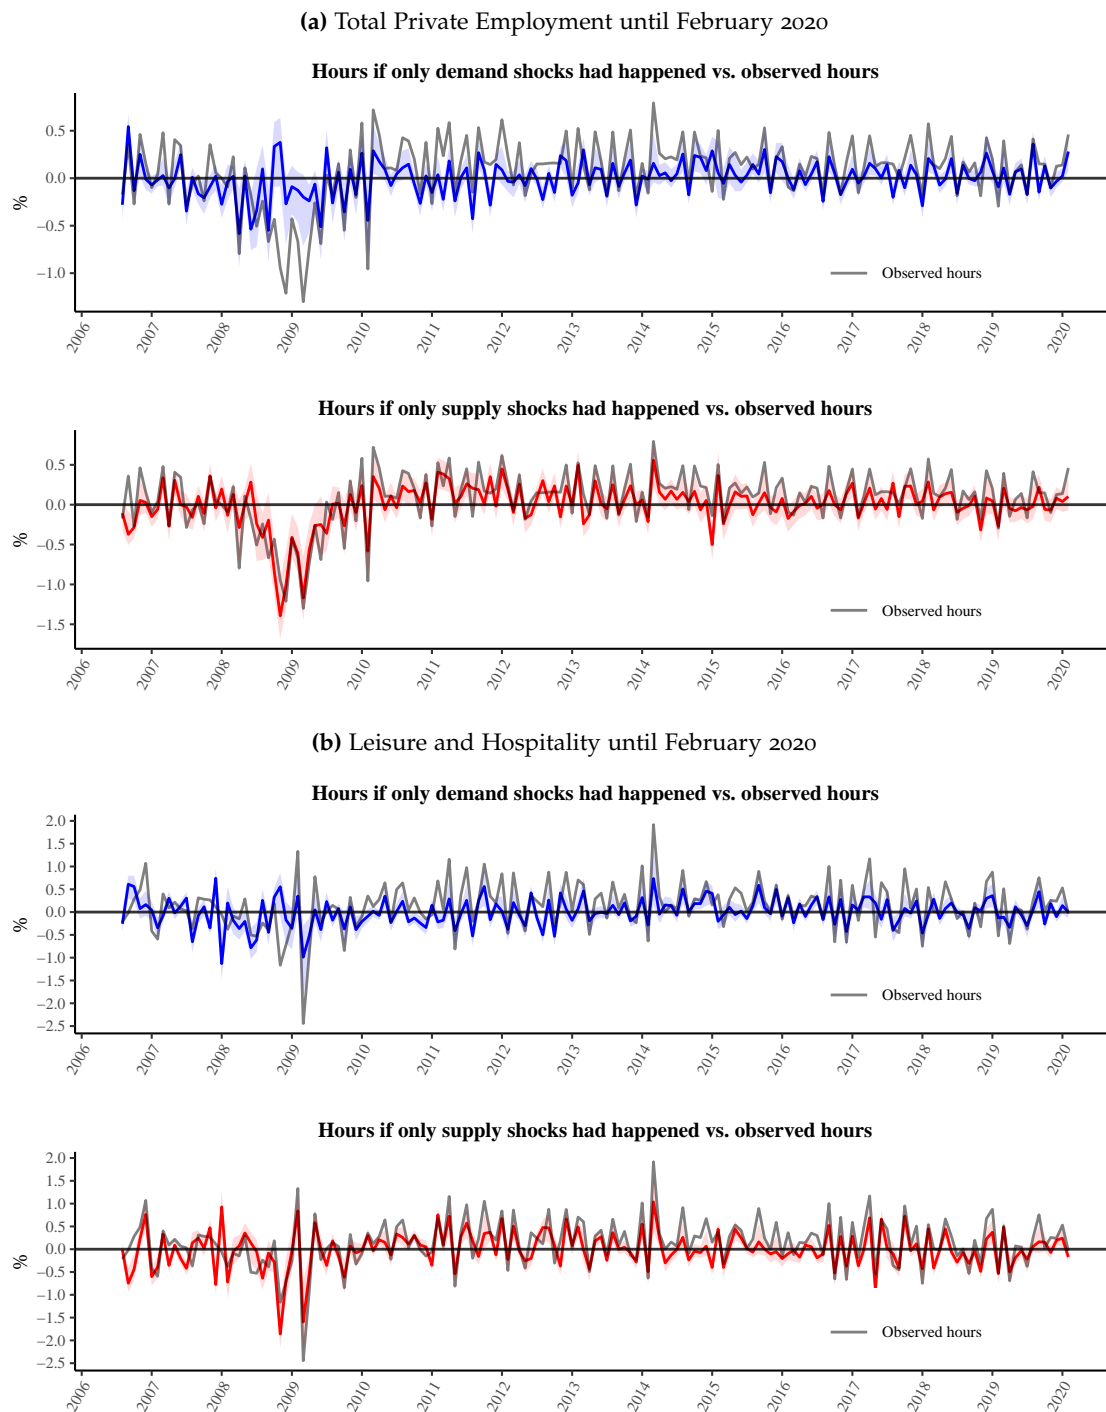 (a) Total Private Employment until February 2020
Hours if only demand shocks had happened vs. observed hours
0.5
0.0
−0.5
−1.0
%
Observed hours
2006 2007 2008 2009 2010 2011 2012 2013 2014 2015 2016 2017 2018 2019 2020
Hours if only supply shocks had happened vs. observed hours
0.5
0.0
−0.5
−1.0
−1.5
%
Observed hours
2006 2007 2008 2009 2010 2011 2012 2013 2014 2015 2016 2017 2018 2019 2020
(b) Leisure and Hospitality until February 2020
Hours if only demand shocks had happened vs. observed hours
2.0
1.5
1.0
0.5
0.0
−0.5
−1.0
−1.5
−2.0
−2.5
%
Observed hours
2006 2007 2008 2009 2010 2011 2012 2013 2014 2015 2016 2017 2018 2019 2020
Hours if only supply shocks had happened vs. observed hours
2.0
1.5
1.0
0.5
0.0
−0.5
−1.0
−1.5
−2.0
−2.5
%
Observed hours
2006 2007 2008 2009 2010 2011 2012 2013 2014 2015 2016 2017 2018 2019 2020